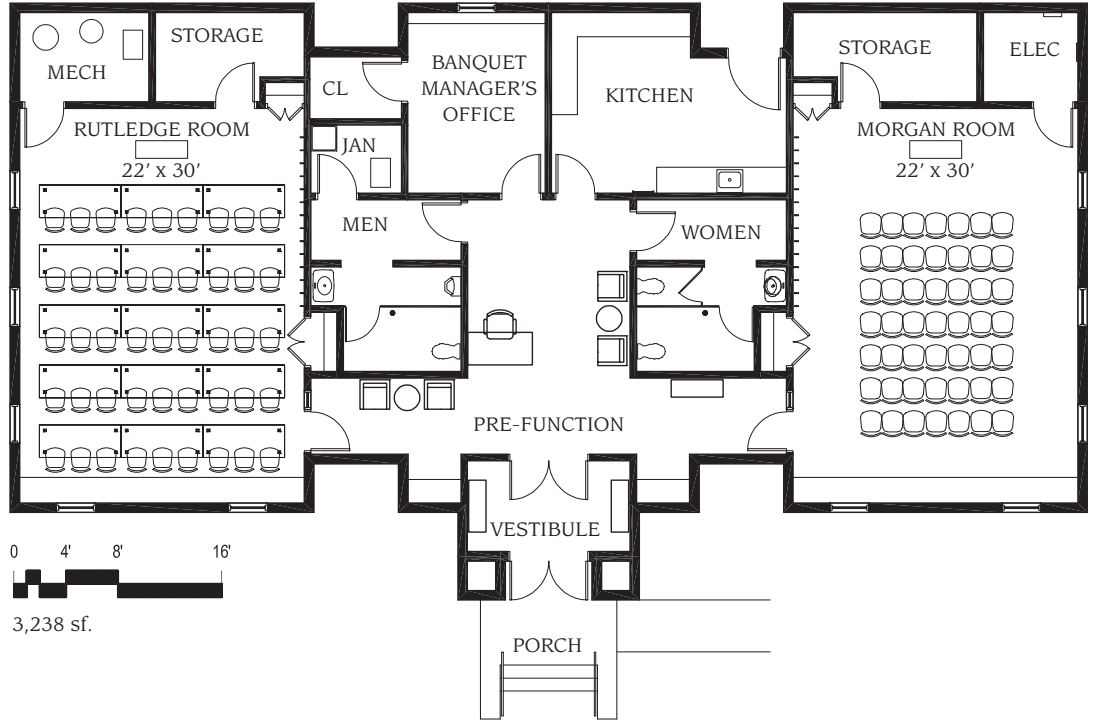 MECH
STORAGE
CL
BANQUET
MANAGER'S
OFFICE
KITCHEN
STORAGE
ELEC
RUTLEDGE ROOM
22' x 30'
JAN
MORGAN ROOM
22' x 30'
MEN
WOMEN
PRE-FUNCTION
VESTIBULE
0 4' 8' 16'
3,238 sf.
PORCH